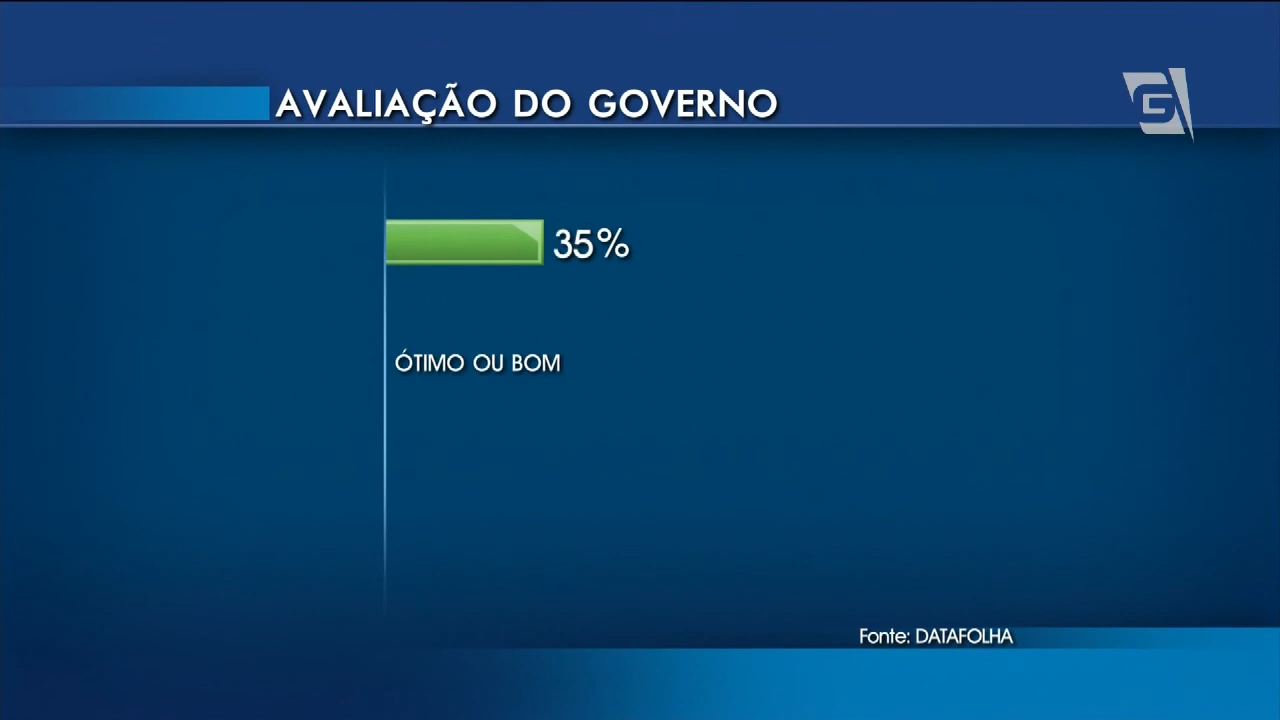 AVALIAÇÃO DO GOVERNO
G
35%
ÓTIMO OU BOM
Fonte: DATAFOLHA